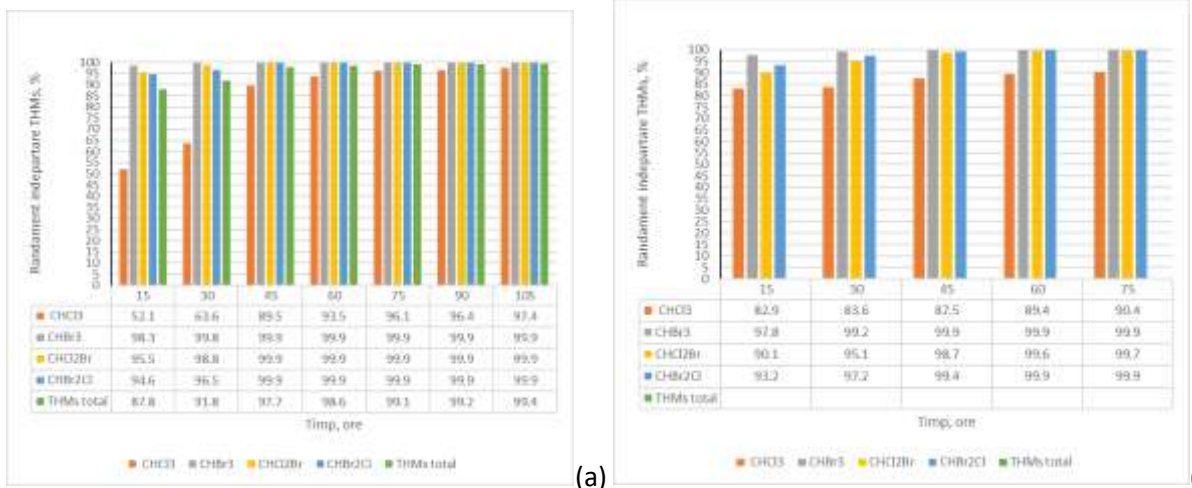 Randament indepartare THMs, %
100
95
90
85
80
75
70
65
60
55
50
45
40
35
30
25
20
15
10
5
0
15 30 45 60 75 90 105
CHCl3 52.1 63.6 89.5 93.5 96.1 96.4 97.4
CHBr3 98.3 99.8 99.9 99.9 99.9 99.9 99.9
CHCl2Br 95.5 98.8 99.9 99.9 99.9 99.9 99.9
CHBr2Cl 94.6 96.5 99.9 99.9 99.9 99.9 99.9
THMs total 87.8 91.8 97.7 98.6 99.1 99.2 99.4
Timp, ore
CHCl3 CHBr3 CHCl2Br CHBr2Cl THMs total
(a)
Randament indepartare THMs, %
100
95
90
85
80
75
70
65
60
55
50
45
40
35
30
25
20
15
10
5
0
15 30 45 60 75
CHCl3 82.9 83.6 87.5 89.4 90.4
CHBr3 97.8 99.2 99.9 99.9 99.9
CHCl2Br 90.1 95.1 98.7 99.6 99.7
CHBr2Cl 93.2 97.2 99.4 99.9 99.9
THMs total
Timp, ore
CHCl3 CHBr3 CHCl2Br CHBr2Cl THMs total